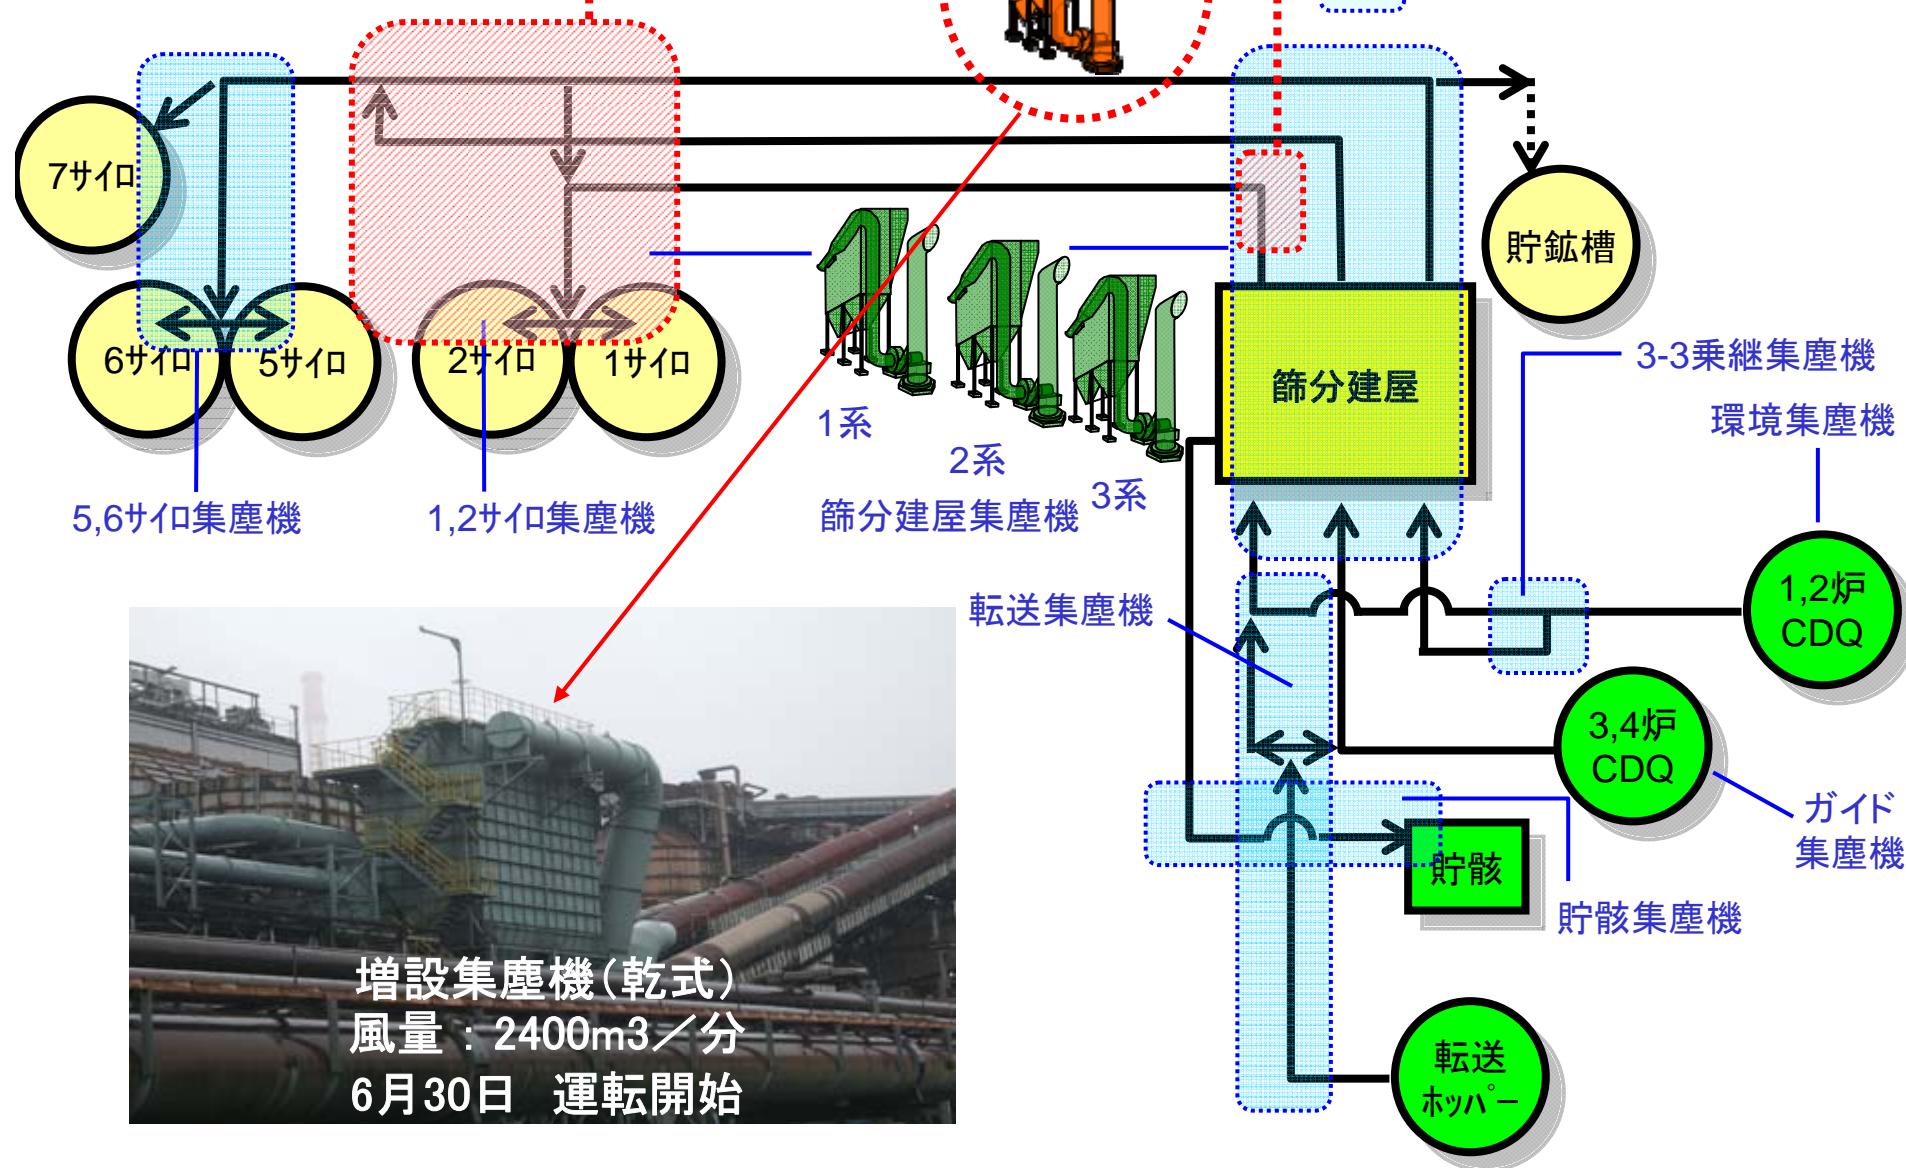 7サイロ
貯鉱槽
6サイロ
5サイロ
2サイロ
1サイロ
篩分建屋
3-3乗継集塵機
環境集塵機
1系
2系
3系
5,6サイロ集塵機
1,2サイロ集塵機
篩分建屋集塵機
転送集塵機
1,2炉
CDQ
3,4炉
CDQ
ガイド
集塵機
貯骸
貯骸集塵機
増設集塵機(乾式)
風量：2400m3／分
6月30日　運転開始
転送
ホッパー